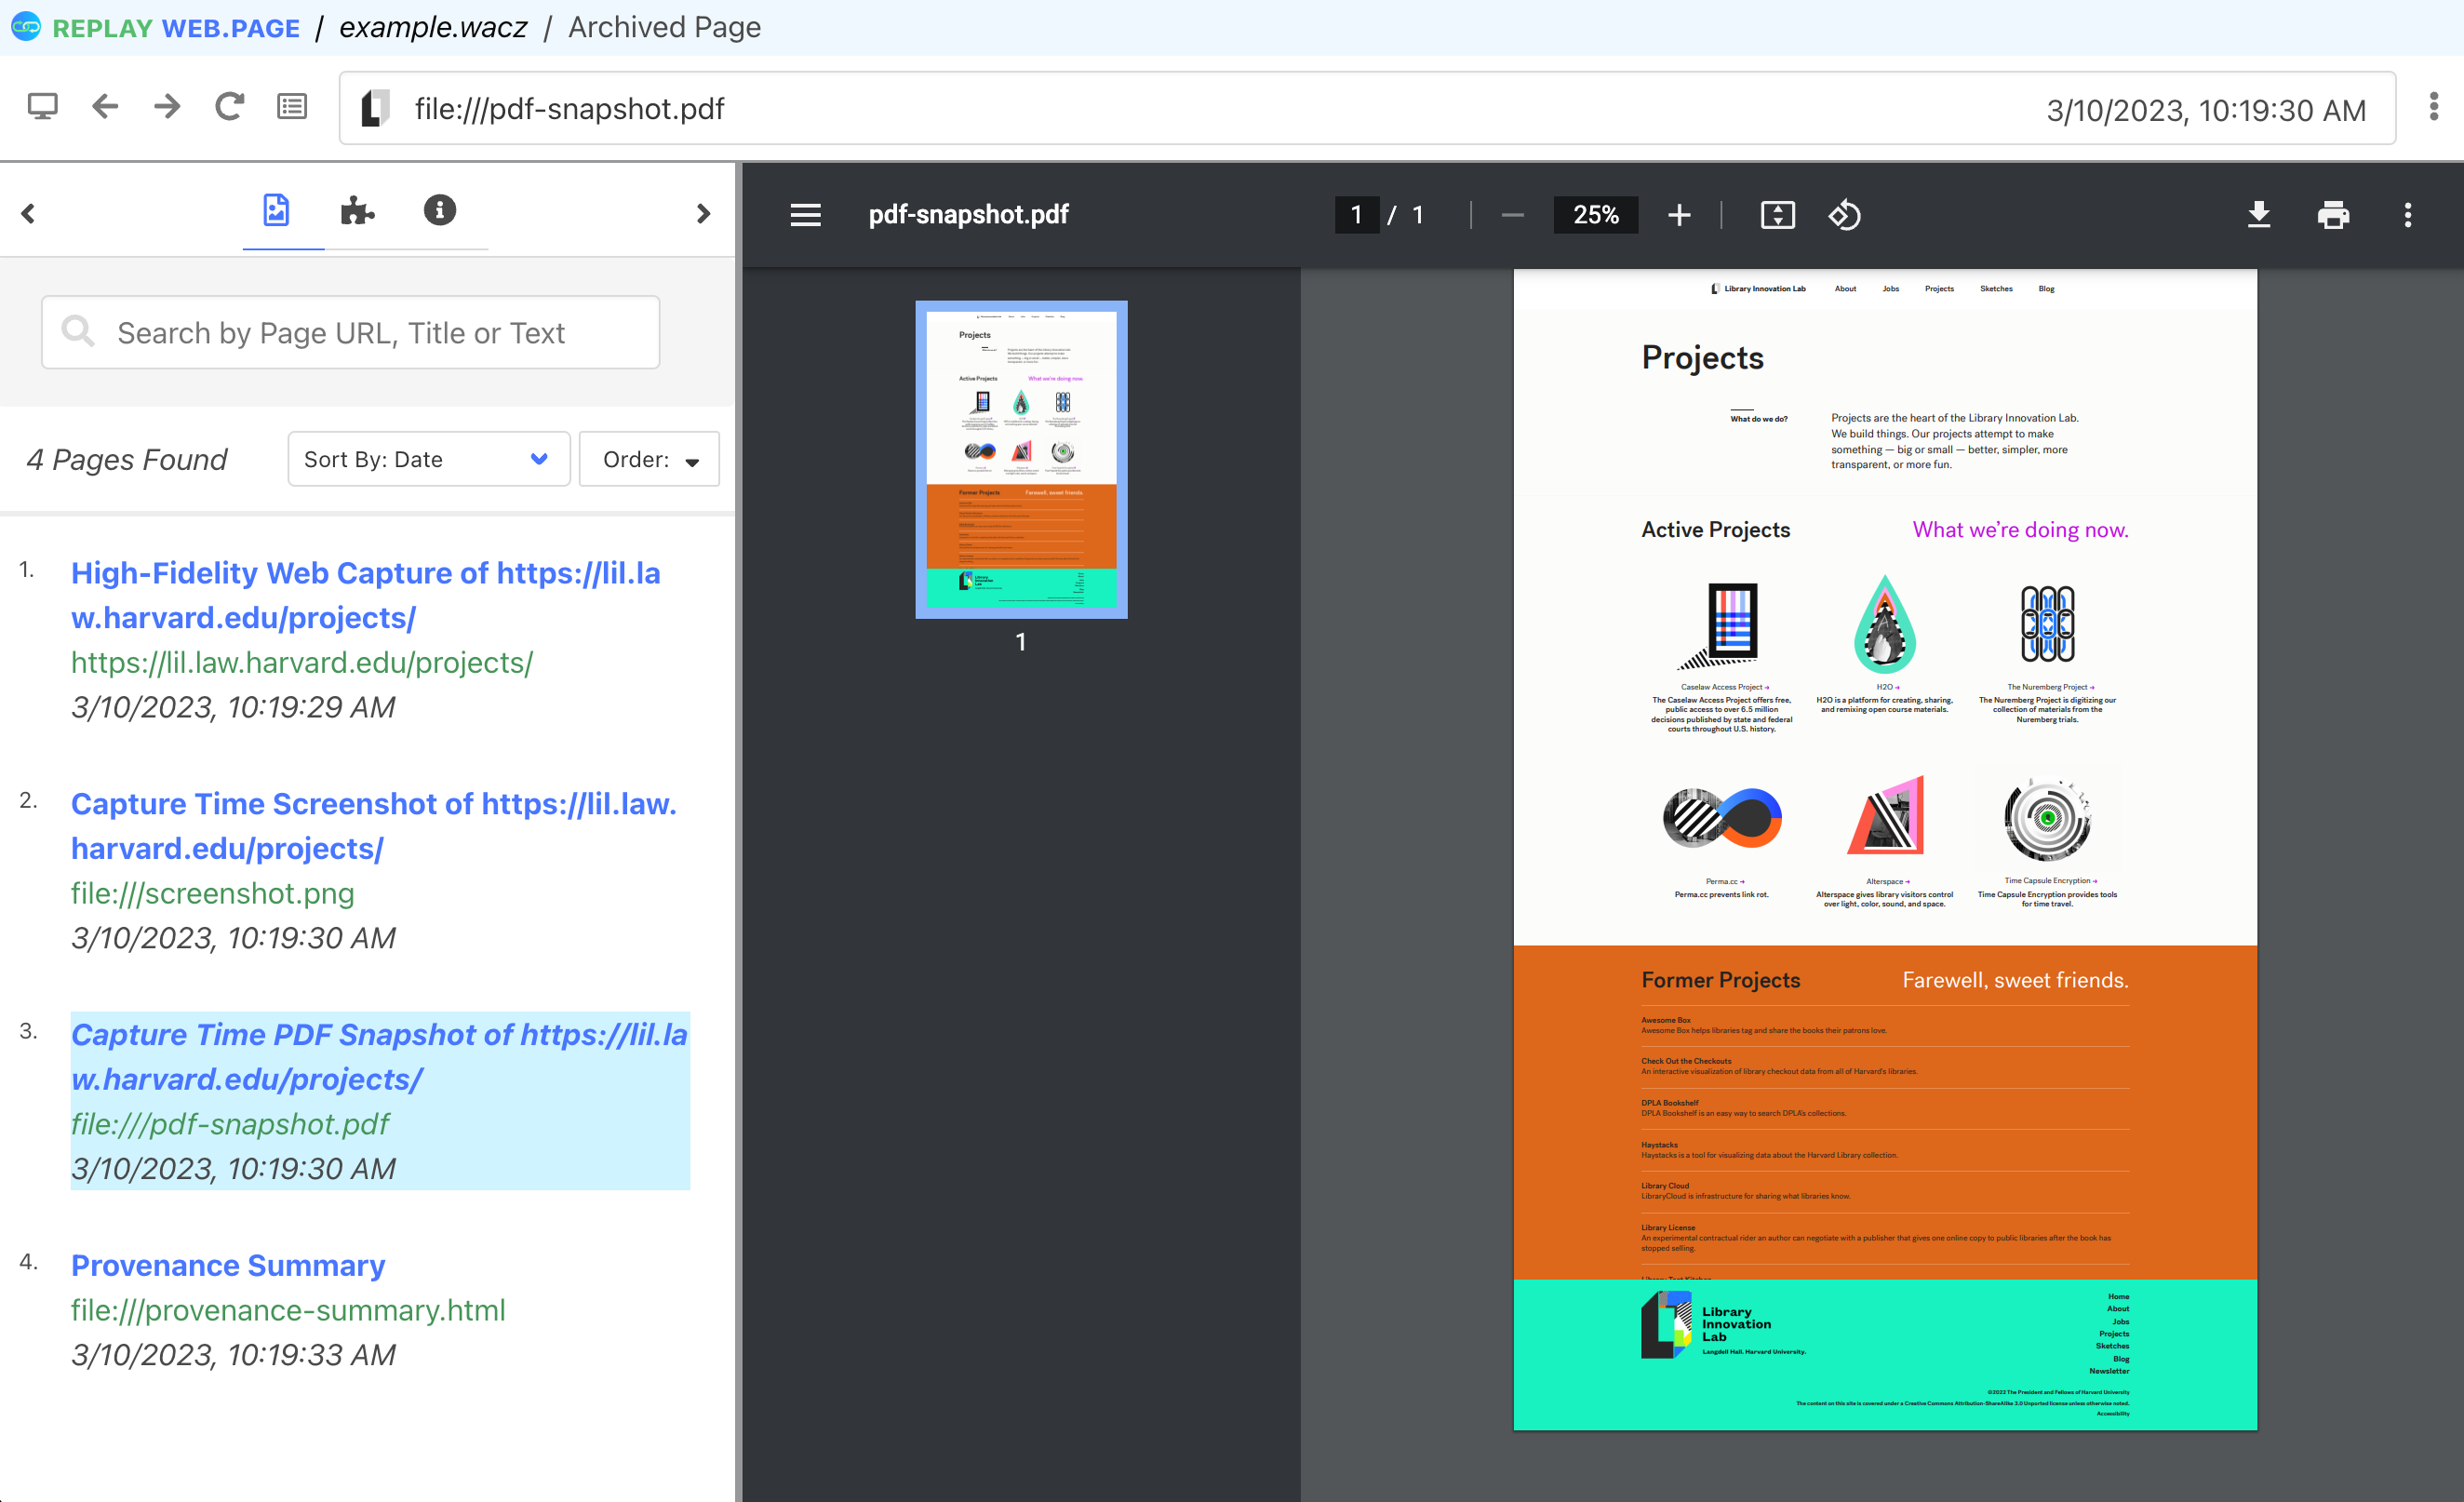 REPLAY WEB.PAGE / example.wacz / Archived Page
file:///pdf-snapshot.pdf
3/10/2023, 10:19:30 AM
Search by Page URL, Title or Text
4 Pages Found
Sort By: Date
Order:
1.
High-Fidelity Web Capture of https://lil.la
w.harvard.edu/projects/
https://lil.law.harvard.edu/projects/
3/10/2023, 10:19:29 AM
2.
Capture Time Screenshot of https://lil.law.
harvard.edu/projects/
file:///screenshot.png
3/10/2023, 10:19:30 AM
3.
Capture Time PDF Snapshot of https://lil.la
w.harvard.edu/projects/
file:///pdf-snapshot.pdf
3/10/2023, 10:19:30 AM
4.
Provenance Summary
file:///provenance-summary.html
3/10/2023, 10:19:33 AM
pdf-snapshot.pdf
1 / 1
25%
Projects
Active Projects
What we're doing now.
Former Projects
Farewell, sweet friends.
1
Library Innovation Lab
About
Jobs
Projects
Sketches
Blog
Projects
What do we do?
Projects are the heart of the Library Innovation Lab.
We build things. Our projects attempt to make
something — big or small — better, simpler, more
transparent, or more fun.
Active Projects
What we’re doing now.
Caselaw Access Project →
The Caselaw Access Project offers free,
public access to over 6.5 million
decisions published by state and federal
courts throughout U.S. history.
H2O →
H2O is a platform for creating, sharing,
and remixing open course materials.
The Nuremberg Project →
The Nuremberg Project is digitizing our
collection of materials from the
Nuremberg trials.
Perma.cc →
Perma.cc prevents link rot.
Alterspace →
Alterspace gives library visitors control
over light, color, sound, and space.
Time Capsule Encryption →
Time Capsule Encryption provides tools
for time travel.
Former Projects
Farewell, sweet friends.
Awesome Box
Awesome Box helps libraries tag and share the books their patrons love.
Check Out the Checkouts
An interactive visualization of library checkout data from all of Harvard's libraries.
DPLA Bookshelf
DPLA Bookshelf is an easy way to search DPLA's collections.
Haystacks
Haystacks is a tool for visualizing data about the Harvard Library collection.
Library Cloud
LibraryCloud is infrastructure for sharing what libraries know.
Library License
An experimental contractual rider an author can negotiate with a publisher that gives one online copy to public libraries after the book has
stopped selling.
Library
Innovation
Lab
Langdell Hall. Harvard University.
Home
About
Jobs
Projects
Sketches
Blog
Newsletter
©2022 The President and Fellows of Harvard University
The content on this site is covered under a Creative Commons Attribution-ShareAlike 3.0 Unported license unless otherwise noted.
Accessibility